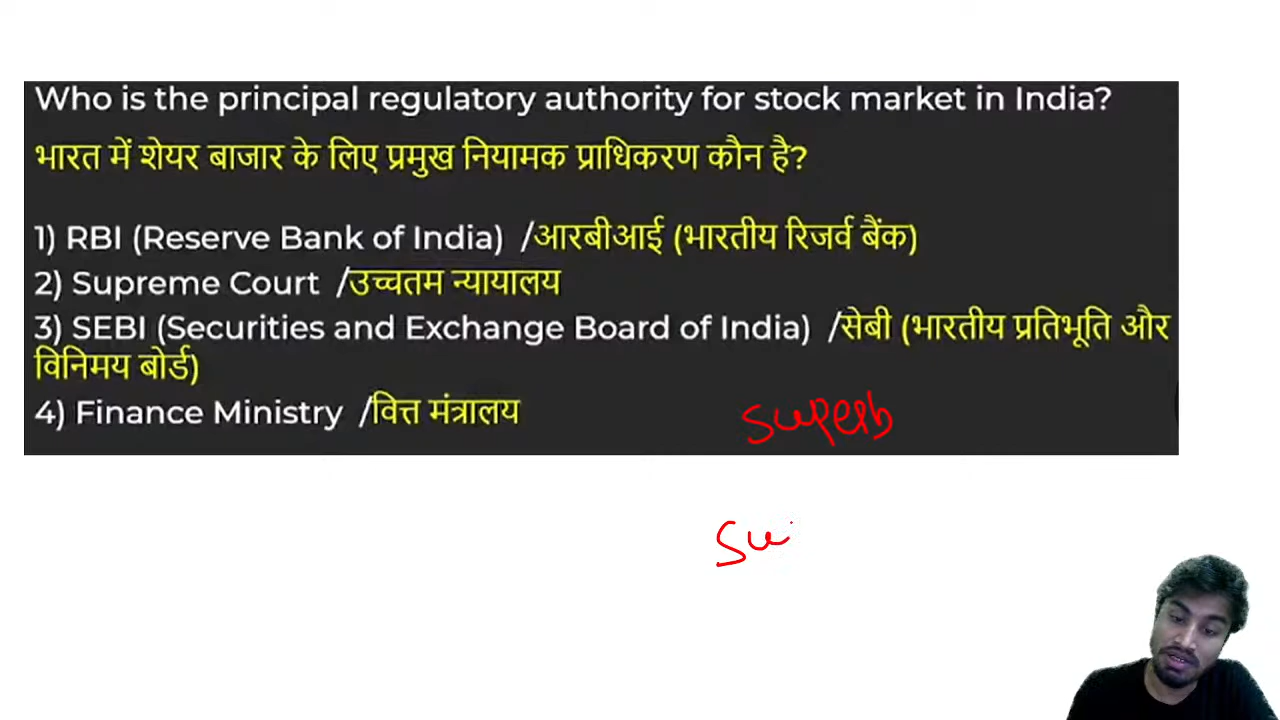 Who is the principal regulatory authority for stock market in India?
भारत में शेयर बाजार के लिए प्रमुख नियामक प्राधिकरण कौन है?
1) RBI (Reserve Bank of India) /आरबीआई (भारतीय रिजर्व बैंक)
2) Supreme Court /उच्चतम न्यायालय
3) SEBI (Securities and Exchange Board of India) /सेबी (भारतीय प्रतिभूति और
विनिमय बोर्ड)
4) Finance Ministry /वित्त मंत्रालय
superb
su